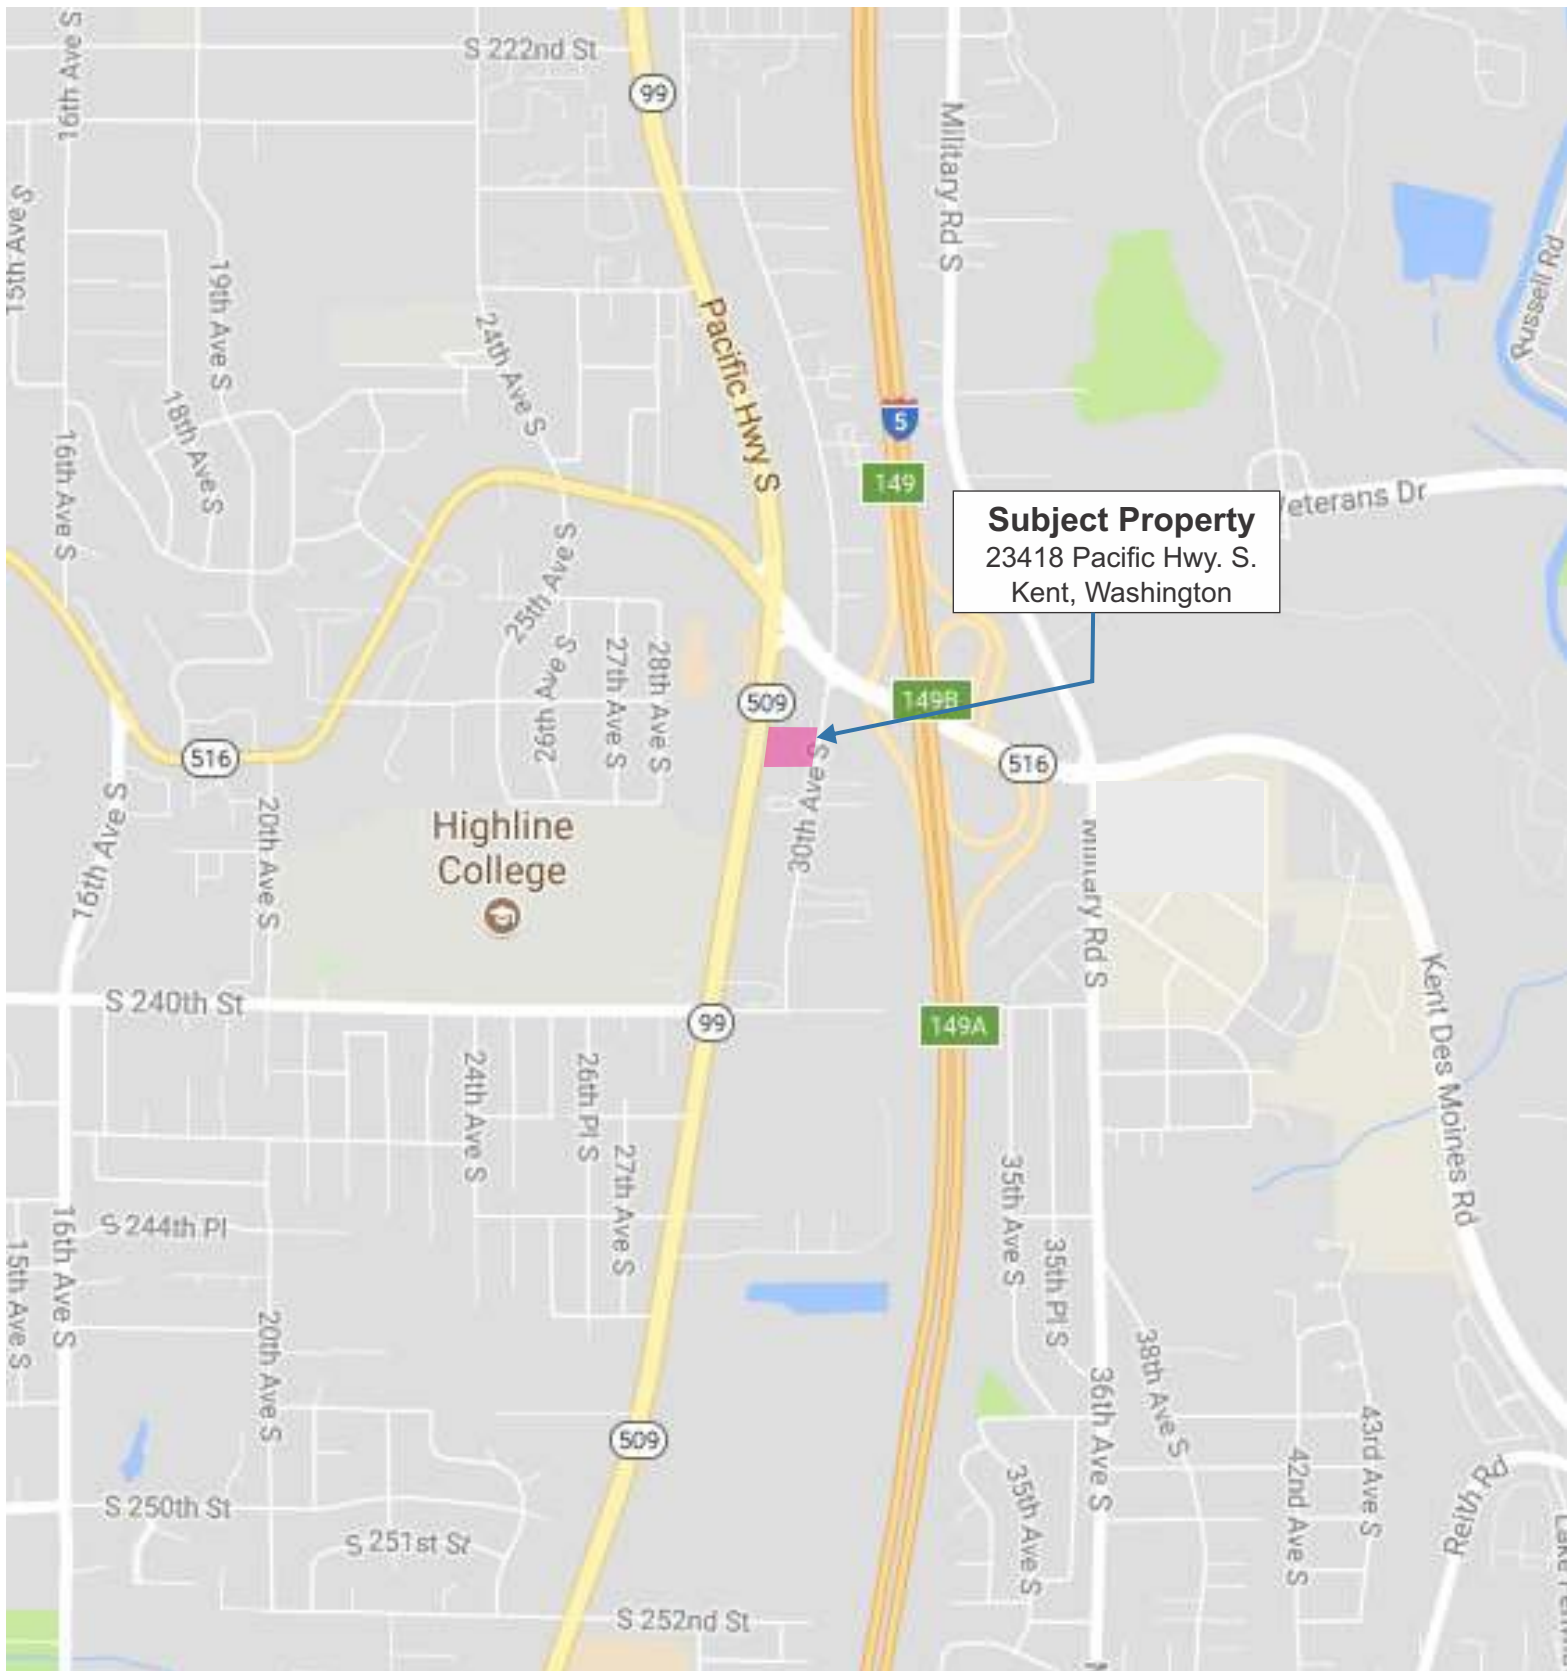 S 222nd St
16th Ave S
99
Military Rd S
15th Ave S
19th Ave S
Russell Rd
24th Ave S
Pacific Hwy S
18th Ave S
5
16th Ave S
149
eterans Dr
Subject Property
23418 Pacific Hwy. S.
Kent, Washington
25th Ave S
26th Ave S
27th Ave S
28th Ave S
509
149B
516
516
30th Ave S
16th Ave S
20th Ave S
Highline
College
Military Rd S
S 240th St
99
149A
Kent Des Moines Rd
24th Ave S
26th Pl S
27th Ave S
35th Ave S
S 244th Pl
16th Ave S
15th Ave S
35th Pl S
20th Ave S
38th Ave S
36th Ave S
43rd Ave S
509
42nd Ave S
35th Ave S
Reith Rd
S 250th St
S 251st St
S 252nd St